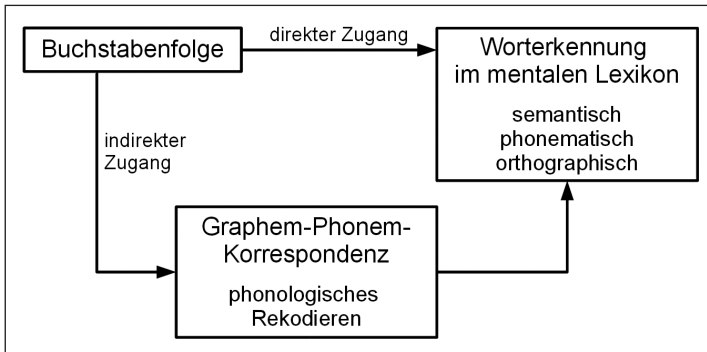 Buchstabenfolge
direkter Zugang
Worterkennung
im mentalen Lexikon
semantisch
phonematisch
orthographisch
indirekter
Zugang
Graphem-Phonem-
Korrespondenz
phonologisches
Rekodieren